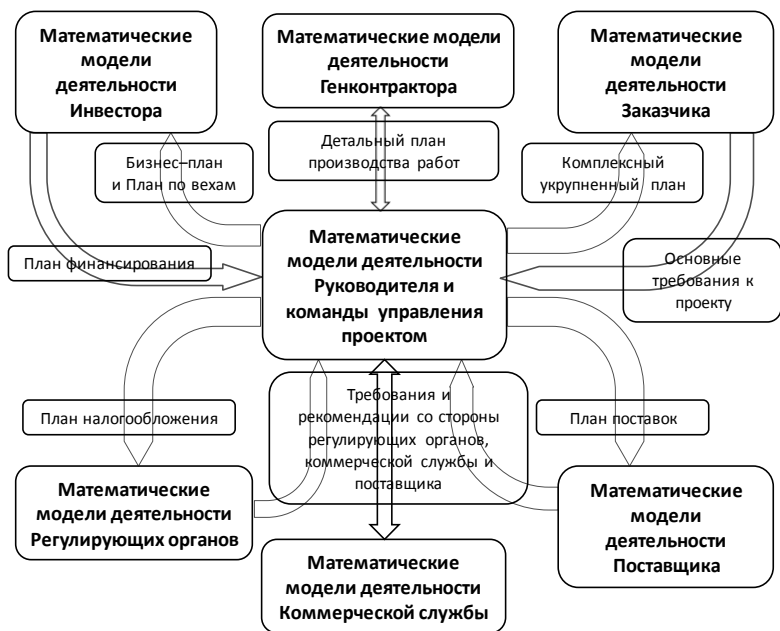 Математические
модели
деятельности
Инвестора
Математические модели
деятельности
Генконтрактора
Математические
модели
деятельности
Заказчика
Бизнес–план
и План по вехам
Детальный план
производства работ
Комплексный
укрупненный план
План финансирования
Математические
модели деятельности
Руководителя и
команды управления
проектом
Основные
требования к
проекту
План налогообложения
Требования и
рекомендации со стороны
регулирующих органов,
коммерческой службы и
поставщика
План поставок
Математические
модели деятельности
Регулирующих органов
Математические
модели деятельности
Коммерческой службы
Математические
модели
деятельности
Поставщика